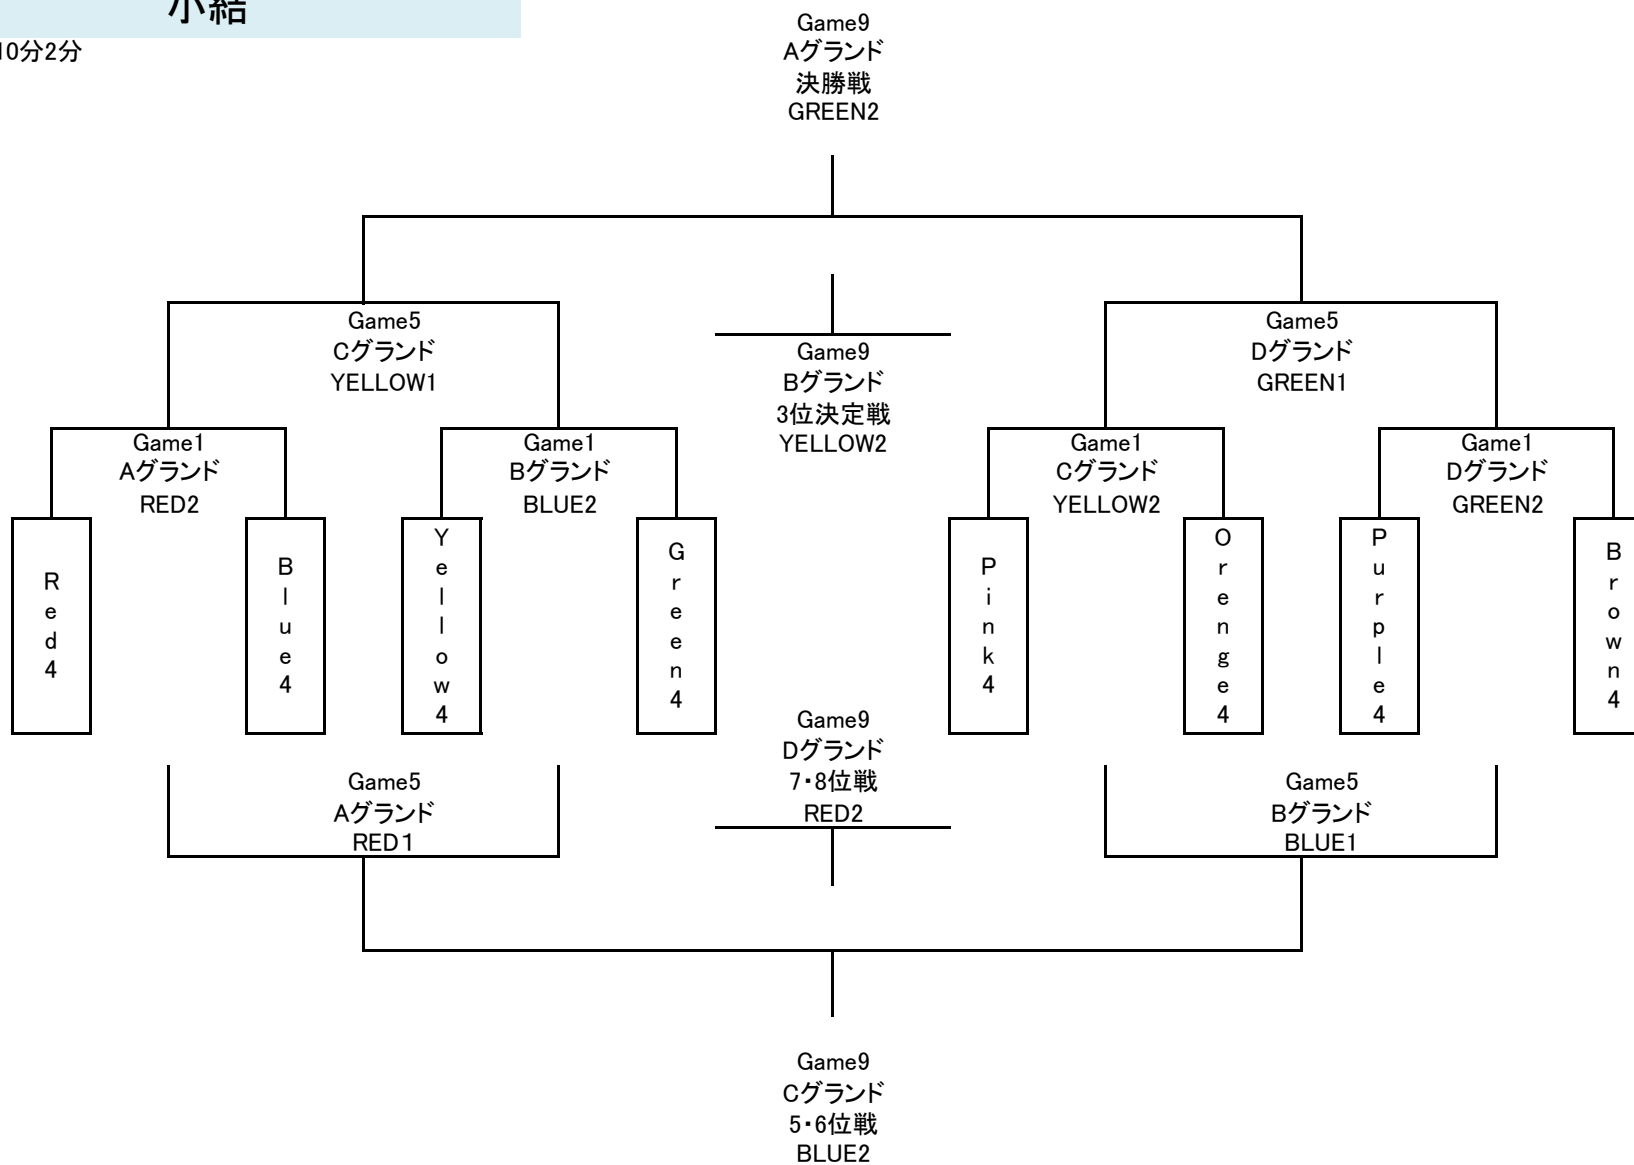 小結
10分2分
Game9
Aグランド
決勝戦
GREEN2
Game5
Cグランド
YELLOW1
Game9
Bグランド
3位決定戦
YELLOW2
Game5
Dグランド
GREEN1
Game1
Aグランド
RED2
Game1
Bグランド
BLUE2
Game1
Cグランド
YELLOW2
Game1
Dグランド
GREEN2
Red4
Blue4
Yellow4
Green4
Pink4
Orenge4
Purple4
Brown4
Game9
Dグランド
7・8位戦
RED2
Game5
Aグランド
RED１
Game5
Bグランド
BLUE1
Game9
Cグランド
5・6位戦
BLUE2